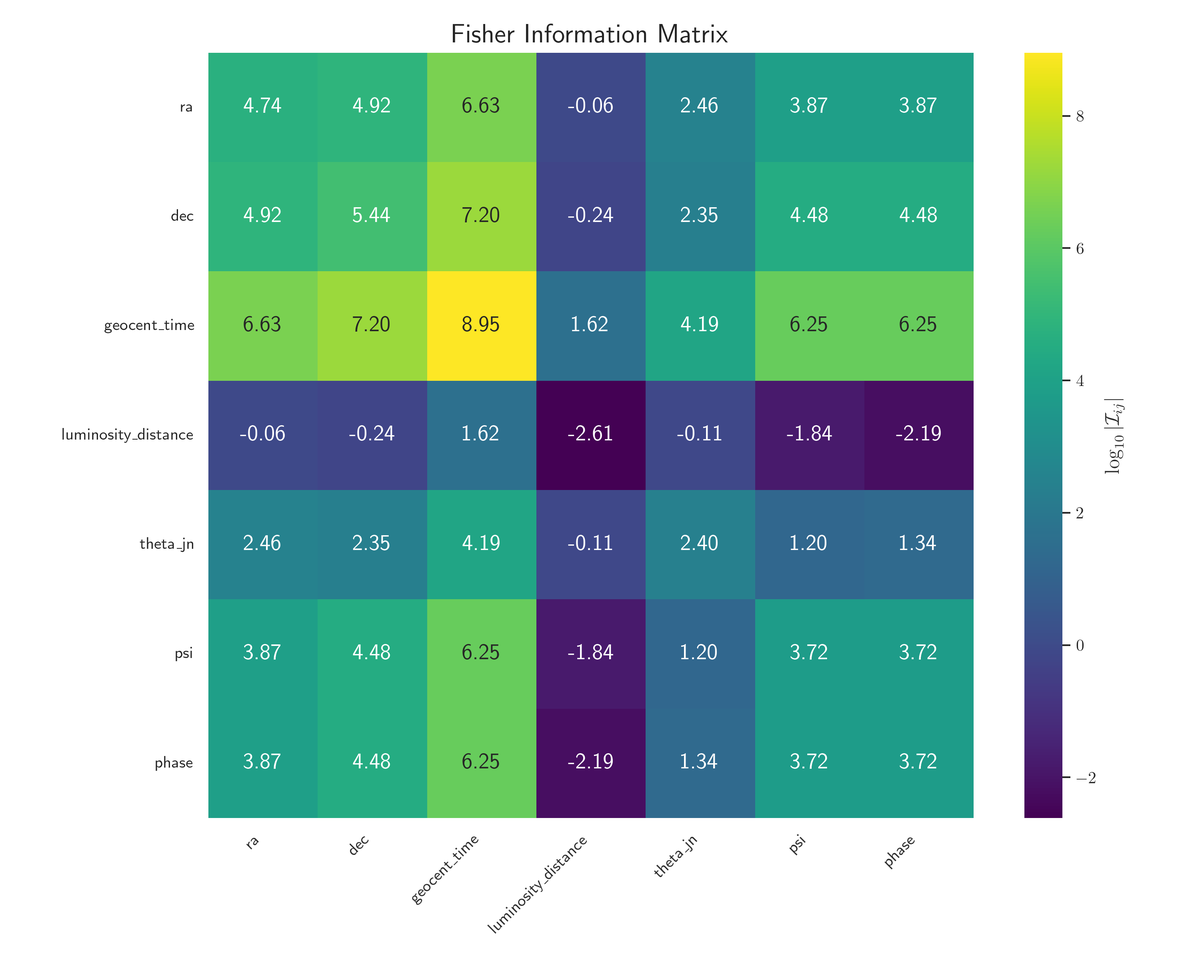 Fisher Information Matrix
ra 4.74 4.92 6.63 -0.06 2.46 3.87 3.87
dec 4.92 5.44 7.20 -0.24 2.35 4.48 4.48
geocent_time 6.63 7.20 8.95 1.62 4.19 6.25 6.25
luminosity_distance -0.06 -0.24 1.62 -2.61 -0.11 -1.84 -2.19
theta_jn 2.46 2.35 4.19 -0.11 2.40 1.20 1.34
psi 3.87 4.48 6.25 -1.84 1.20 3.72 3.72
phase 3.87 4.48 6.25 -2.19 1.34 3.72 3.72
ra dec geocent_time luminosity_distance theta_jn psi phase
8
6
4
2
0
−2
log₁₀ |ℐᵢⱼ|